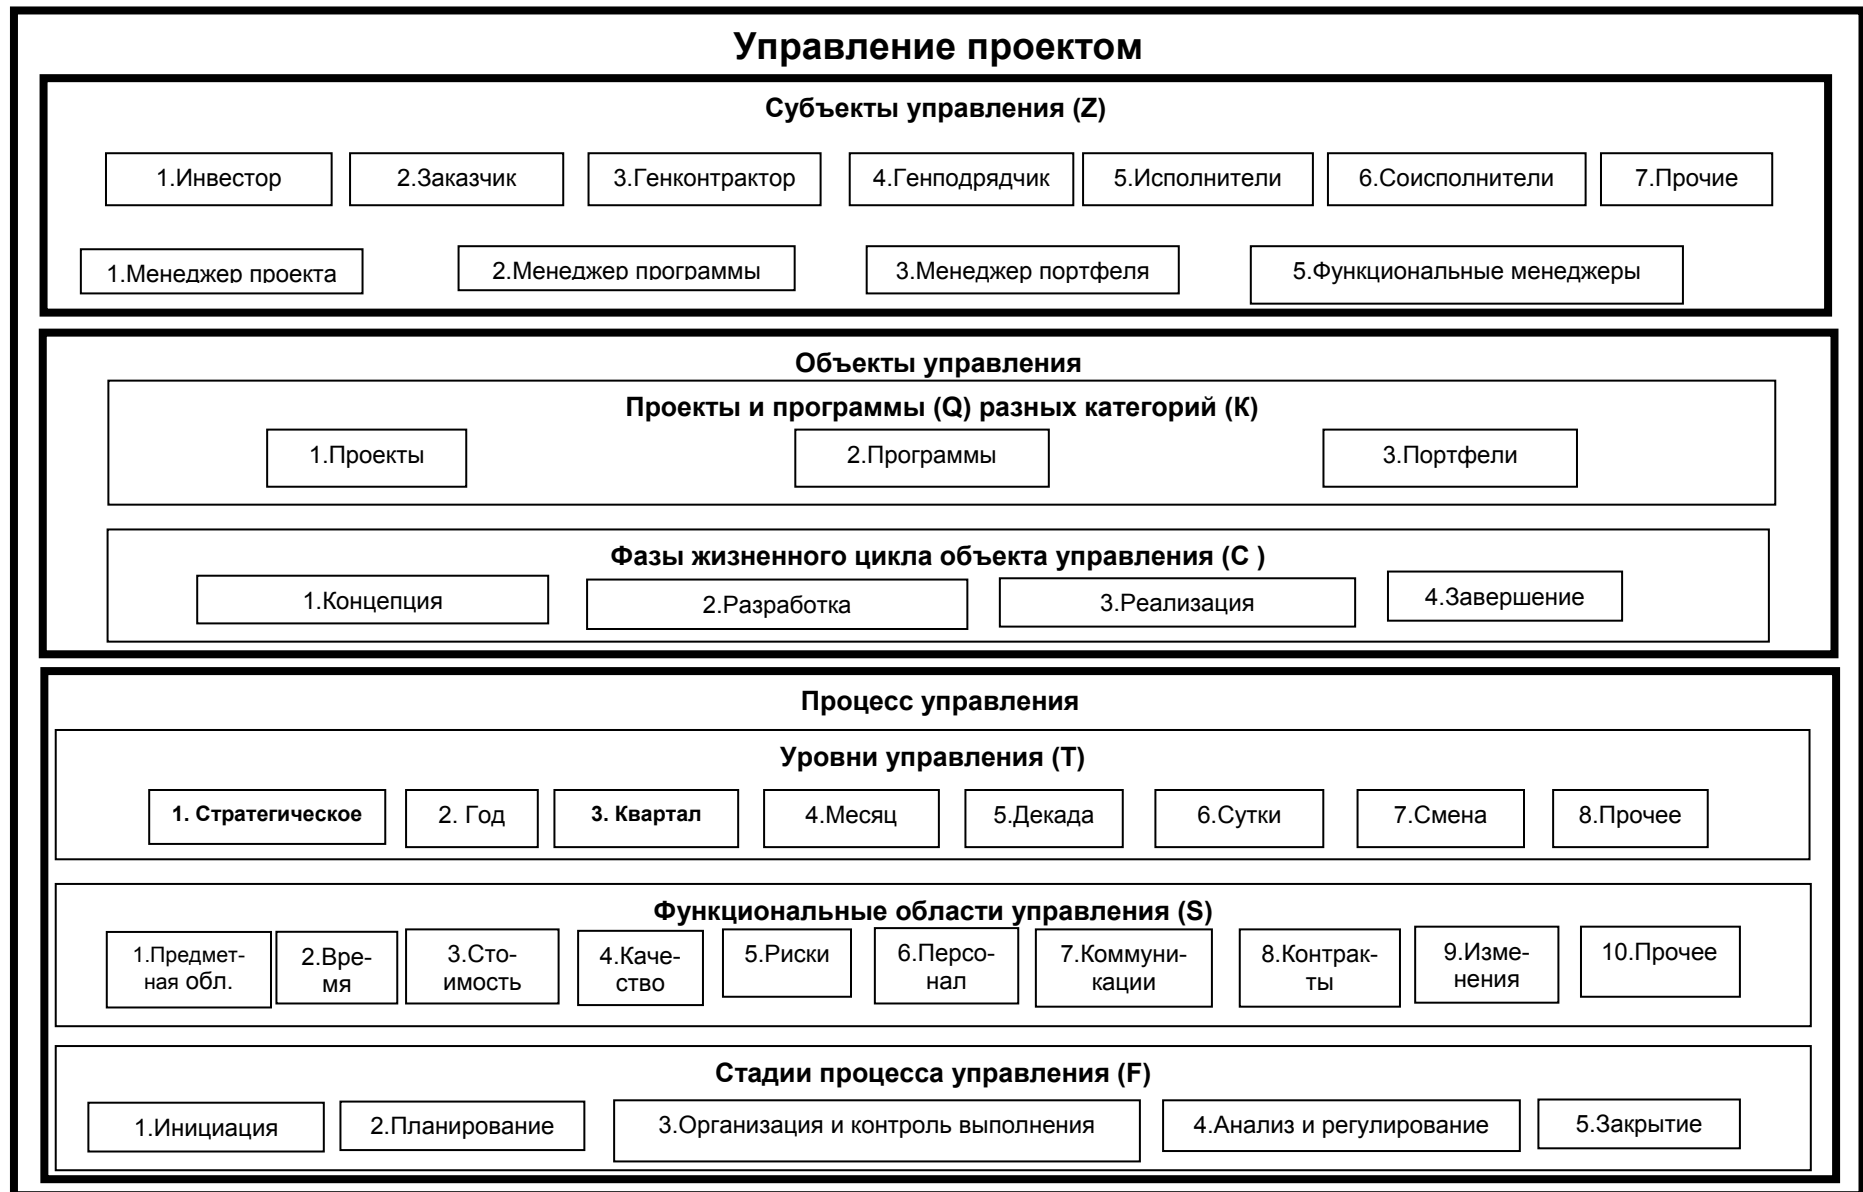 Управление проектом
Субъекты управления (Z)
1.Инвестор
2.Заказчик
3.Генконтрактор
4.Генподрядчик
5.Исполнители
6.Соисполнители
7.Прочие
1.Менеджер проекта
2.Менеджер программы
3.Менеджер портфеля
5.Функциональные менеджеры
Объекты управления
Проекты и программы (Q) разных категорий (К)
1.Проекты
2.Программы
3.Портфели
Фазы жизненного цикла объекта управления (С )
1.Концепция
2.Разработка
3.Реализация
4.Завершение
Процесс управления
Уровни управления (Т)
1. Стратегическое
2. Год
3. Квартал
4.Месяц
5.Декада
6.Сутки
7.Смена
8.Прочее
Функциональные области управления (S)
1.Предмет-
ная обл.
2.Вре-
мя
3.Сто-
имость
4.Каче-
ство
5.Риски
6.Персо-
нал
7.Коммуни-
кации
8.Контрак-
ты
9.Изме-
нения
10.Прочее
Стадии процесса управления (F)
1.Инициация
2.Планирование
3.Организация и контроль выполнения
4.Анализ и регулирование
5.Закрытие